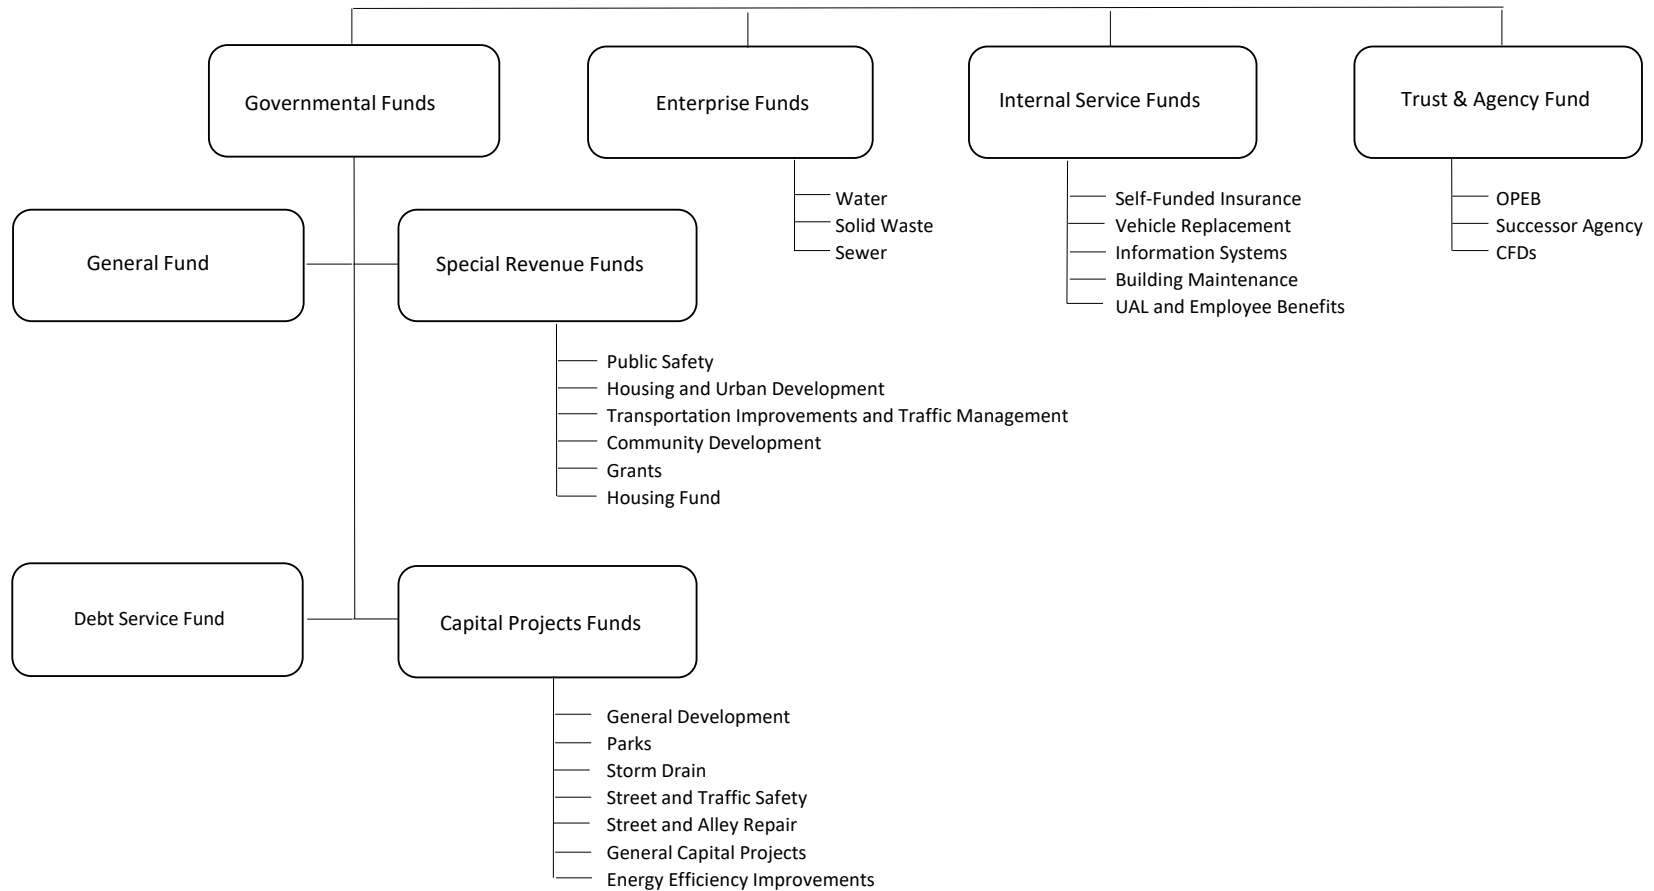 Governmental Funds
Enterprise Funds
Internal Service Funds
Trust & Agency Fund
Water
Solid Waste
Sewer
Self-Funded Insurance
Vehicle Replacement
Information Systems
Building Maintenance
UAL and Employee Benefits
OPEB
Successor Agency
CFDs
General Fund
Special Revenue Funds
Public Safety
Housing and Urban Development
Transportation Improvements and Traffic Management
Community Development
Grants
Housing Fund
Debt Service Fund
Capital Projects Funds
General Development
Parks
Storm Drain
Street and Traffic Safety
Street and Alley Repair
General Capital Projects
Energy Efficiency Improvements